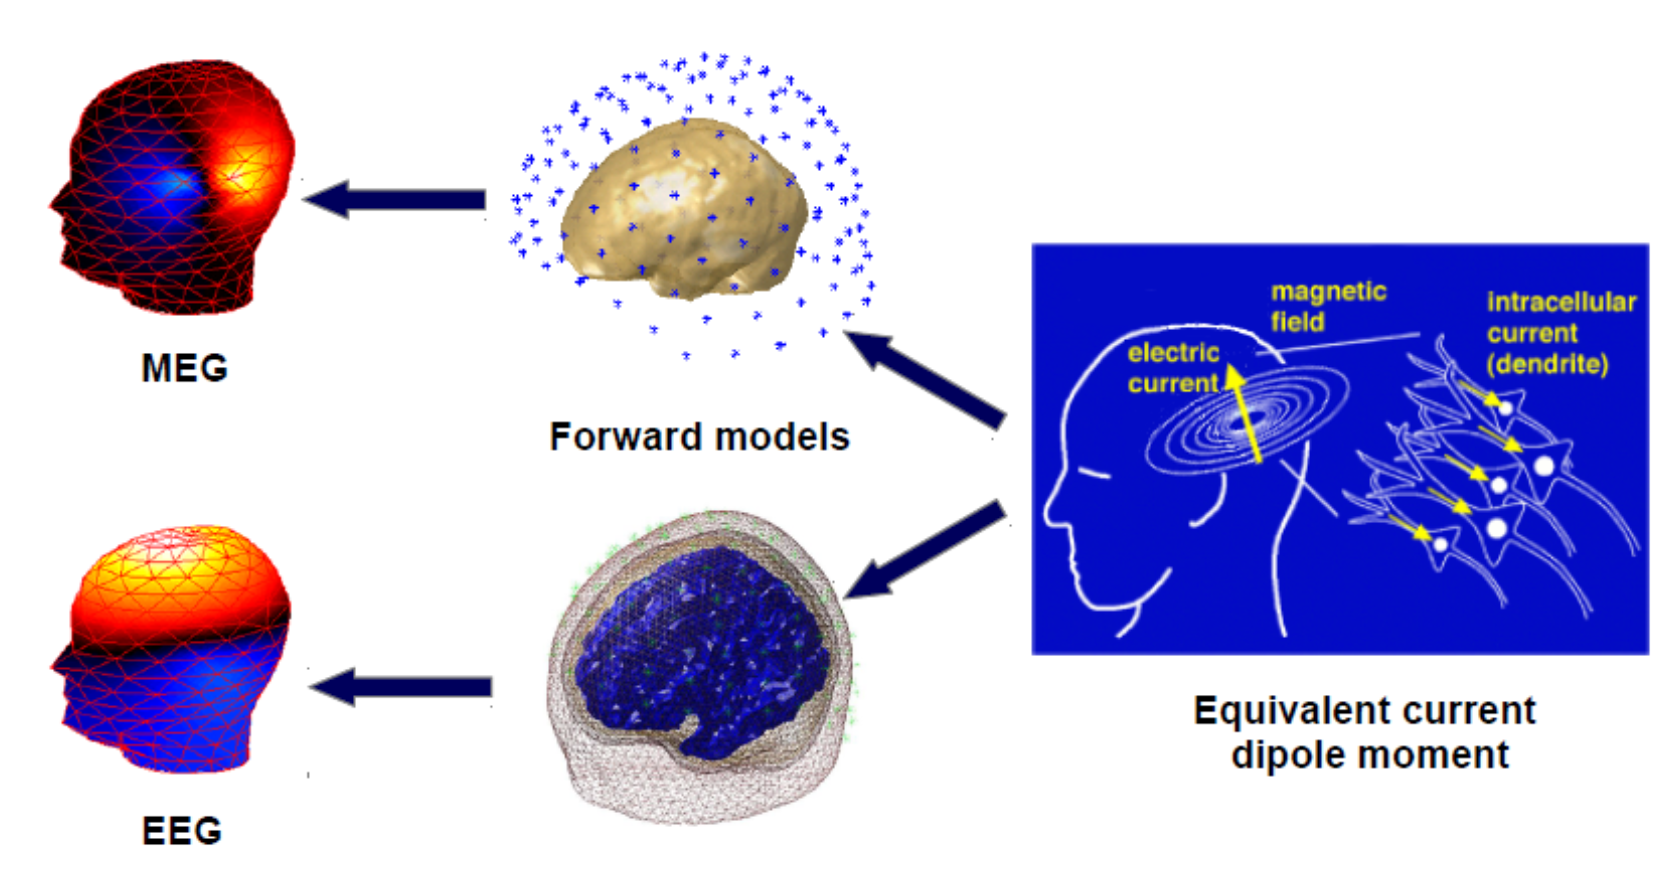 MEG
Forward models
magnetic
field
electric
current
intracellular
current
(dendrite)
Equivalent current
dipole moment
EEG